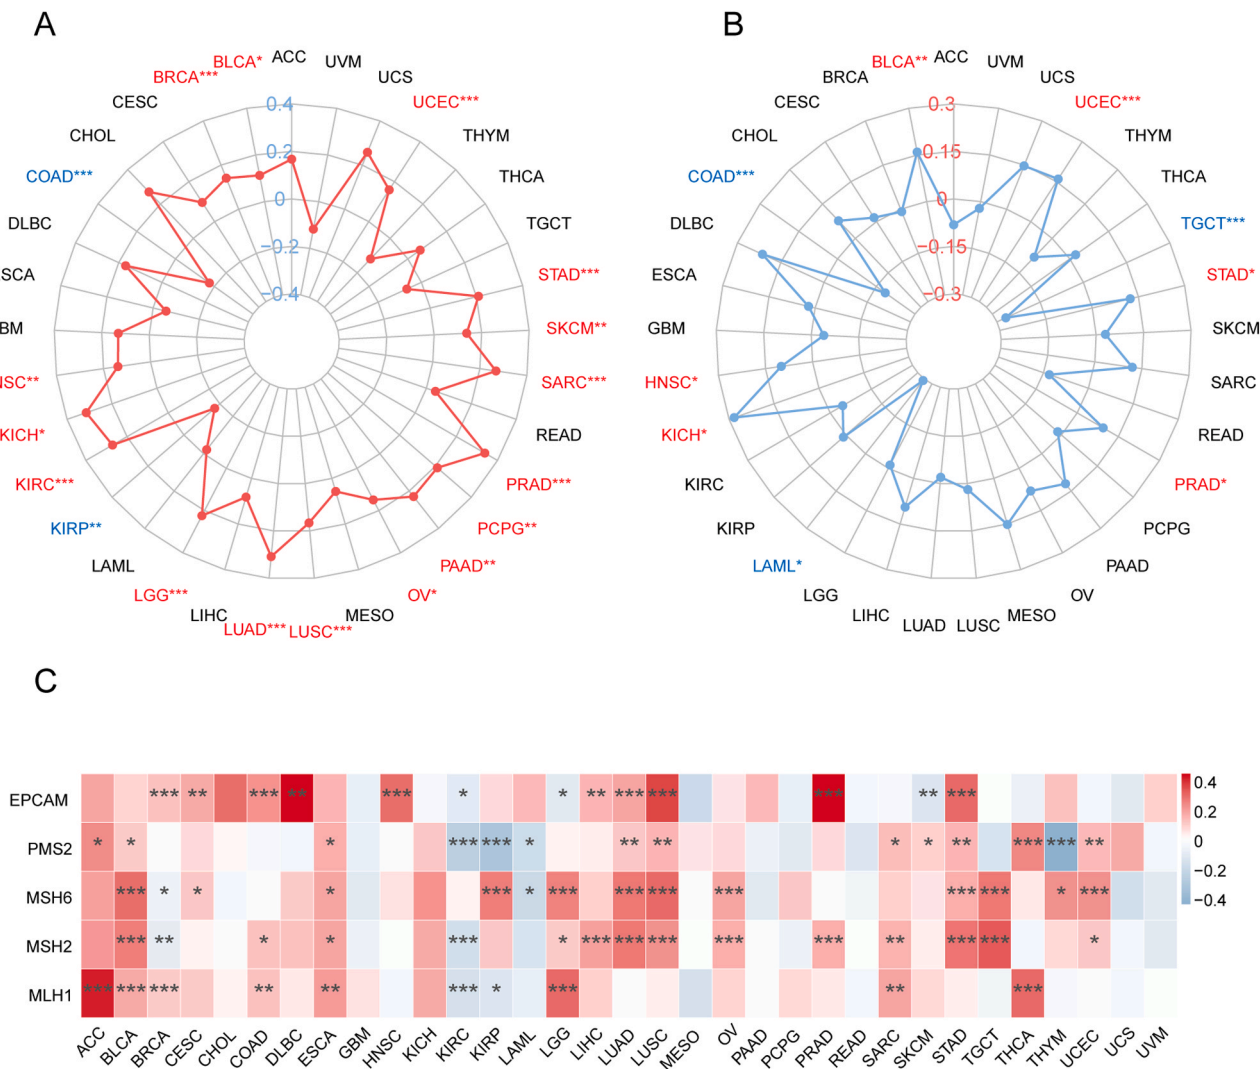 A
B
BLCA* ACC UVM
BRCA*** UCS
CESC UCEC***
CHOL THYM
COAD*** THCA
DLBC TGCT
SCA STAD***
BM SKCM**
NSC** SARC***
KICH* READ
KIRC*** PRAD***
KIRP** PCPG**
LAML PAAD**
LGG*** OV*
LIHC MESO
LUAD*** LUSC***
0.4
0.2
0
−0.2
−0.4
BLCA** ACC UVM
BRCA UCS
CESC UCEC***
CHOL THYM
COAD*** THCA
DLBC TGCT***
ESCA STAD*
GBM SKCM
HNSC* SARC
KICH* READ
KIRC PRAD*
KIRP PCPG
LAML* PAAD
LGG OV
LIHC MESO
LUAD LUSC
0.3
0.15
0
−0.15
−0.3
C
EPCAM *** ** *** ** *** * * ** *** *** *** ** ***
PMS2 * * * *** *** * ** ** * * ** *** *** **
MSH6 *** * * * *** * *** *** *** *** *** *** * ***
MSH2 *** ** * * *** * *** *** *** *** *** ** *** *** *
MLH1 *** *** *** ** ** *** * *** ** ***
0.4
0.2
0
−0.2
−0.4
ACC BLCA BRCA CESC CHOL COAD DLBC ESCA GBM HNSC KICH KIRC KIRP LAML LGG LIHC LUAD LUSC MESO OV PAAD PCPG PRAD READ SARC SKCM STAD TGCT THCA THYM UCEC UCS UVM